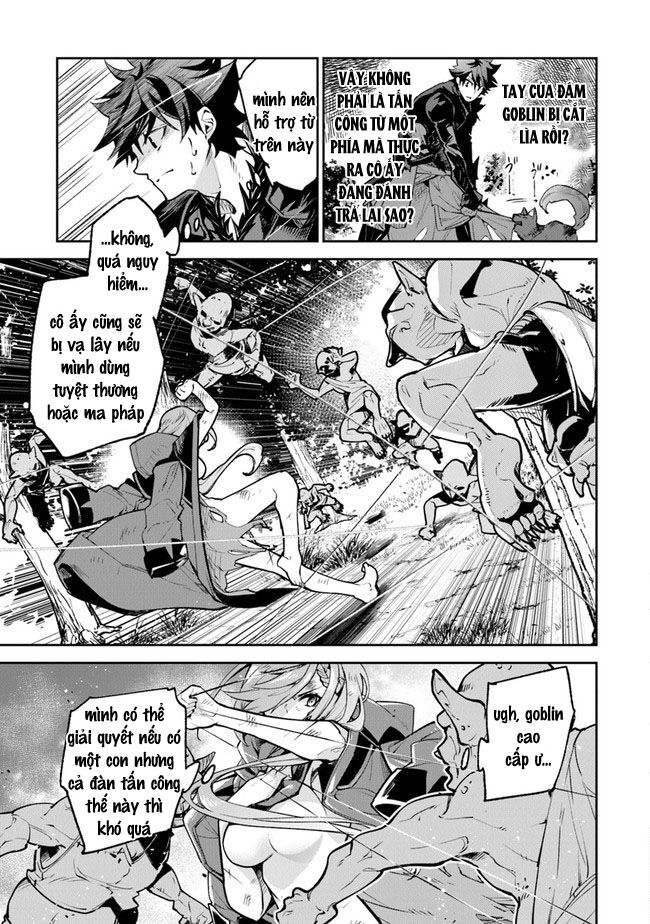 TAY CỦA ĐÁM
GOBLIN BỊ CẮT
LÌA RỒI?
VẬY KHÔNG
PHẢI LÀ TẤN
CÔNG TỪ MỘT
PHÍA MÀ THỰC
RA CÔ ẤY
ĐANG ĐÁNH
TRẢ LẠI SAO?
mình nên
hỗ trợ từ
trên này
...không,
quá nguy
hiểm...
cô ấy cũng sẽ
bị vạ lây nếu
mình dùng
tuyệt thương
hoặc ma pháp
ugh, goblin
cao
cấp ư...
mình có thể
giải quyết nếu có
một con nhưng
cả đàn tấn công
thế này thì
khó quá